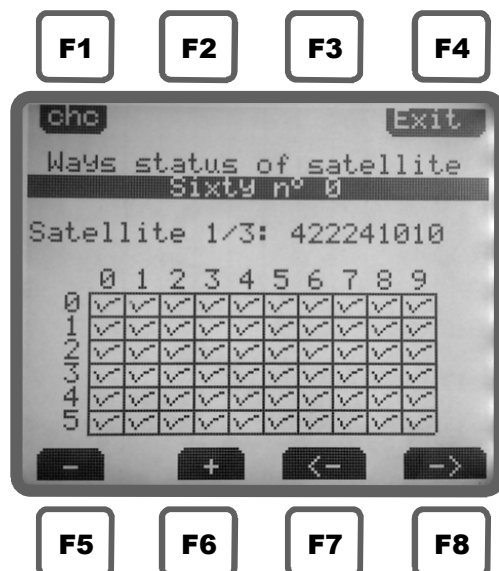 F1 F2 F3 F4
chc Exit
Ways status of satellite
Sixty nº 0
Satellite 1/3: 422241010
0 1 2 3 4 5 6 7 8 9
0
1
2
3
4
5
- + <- ->
F5 F6 F7 F8